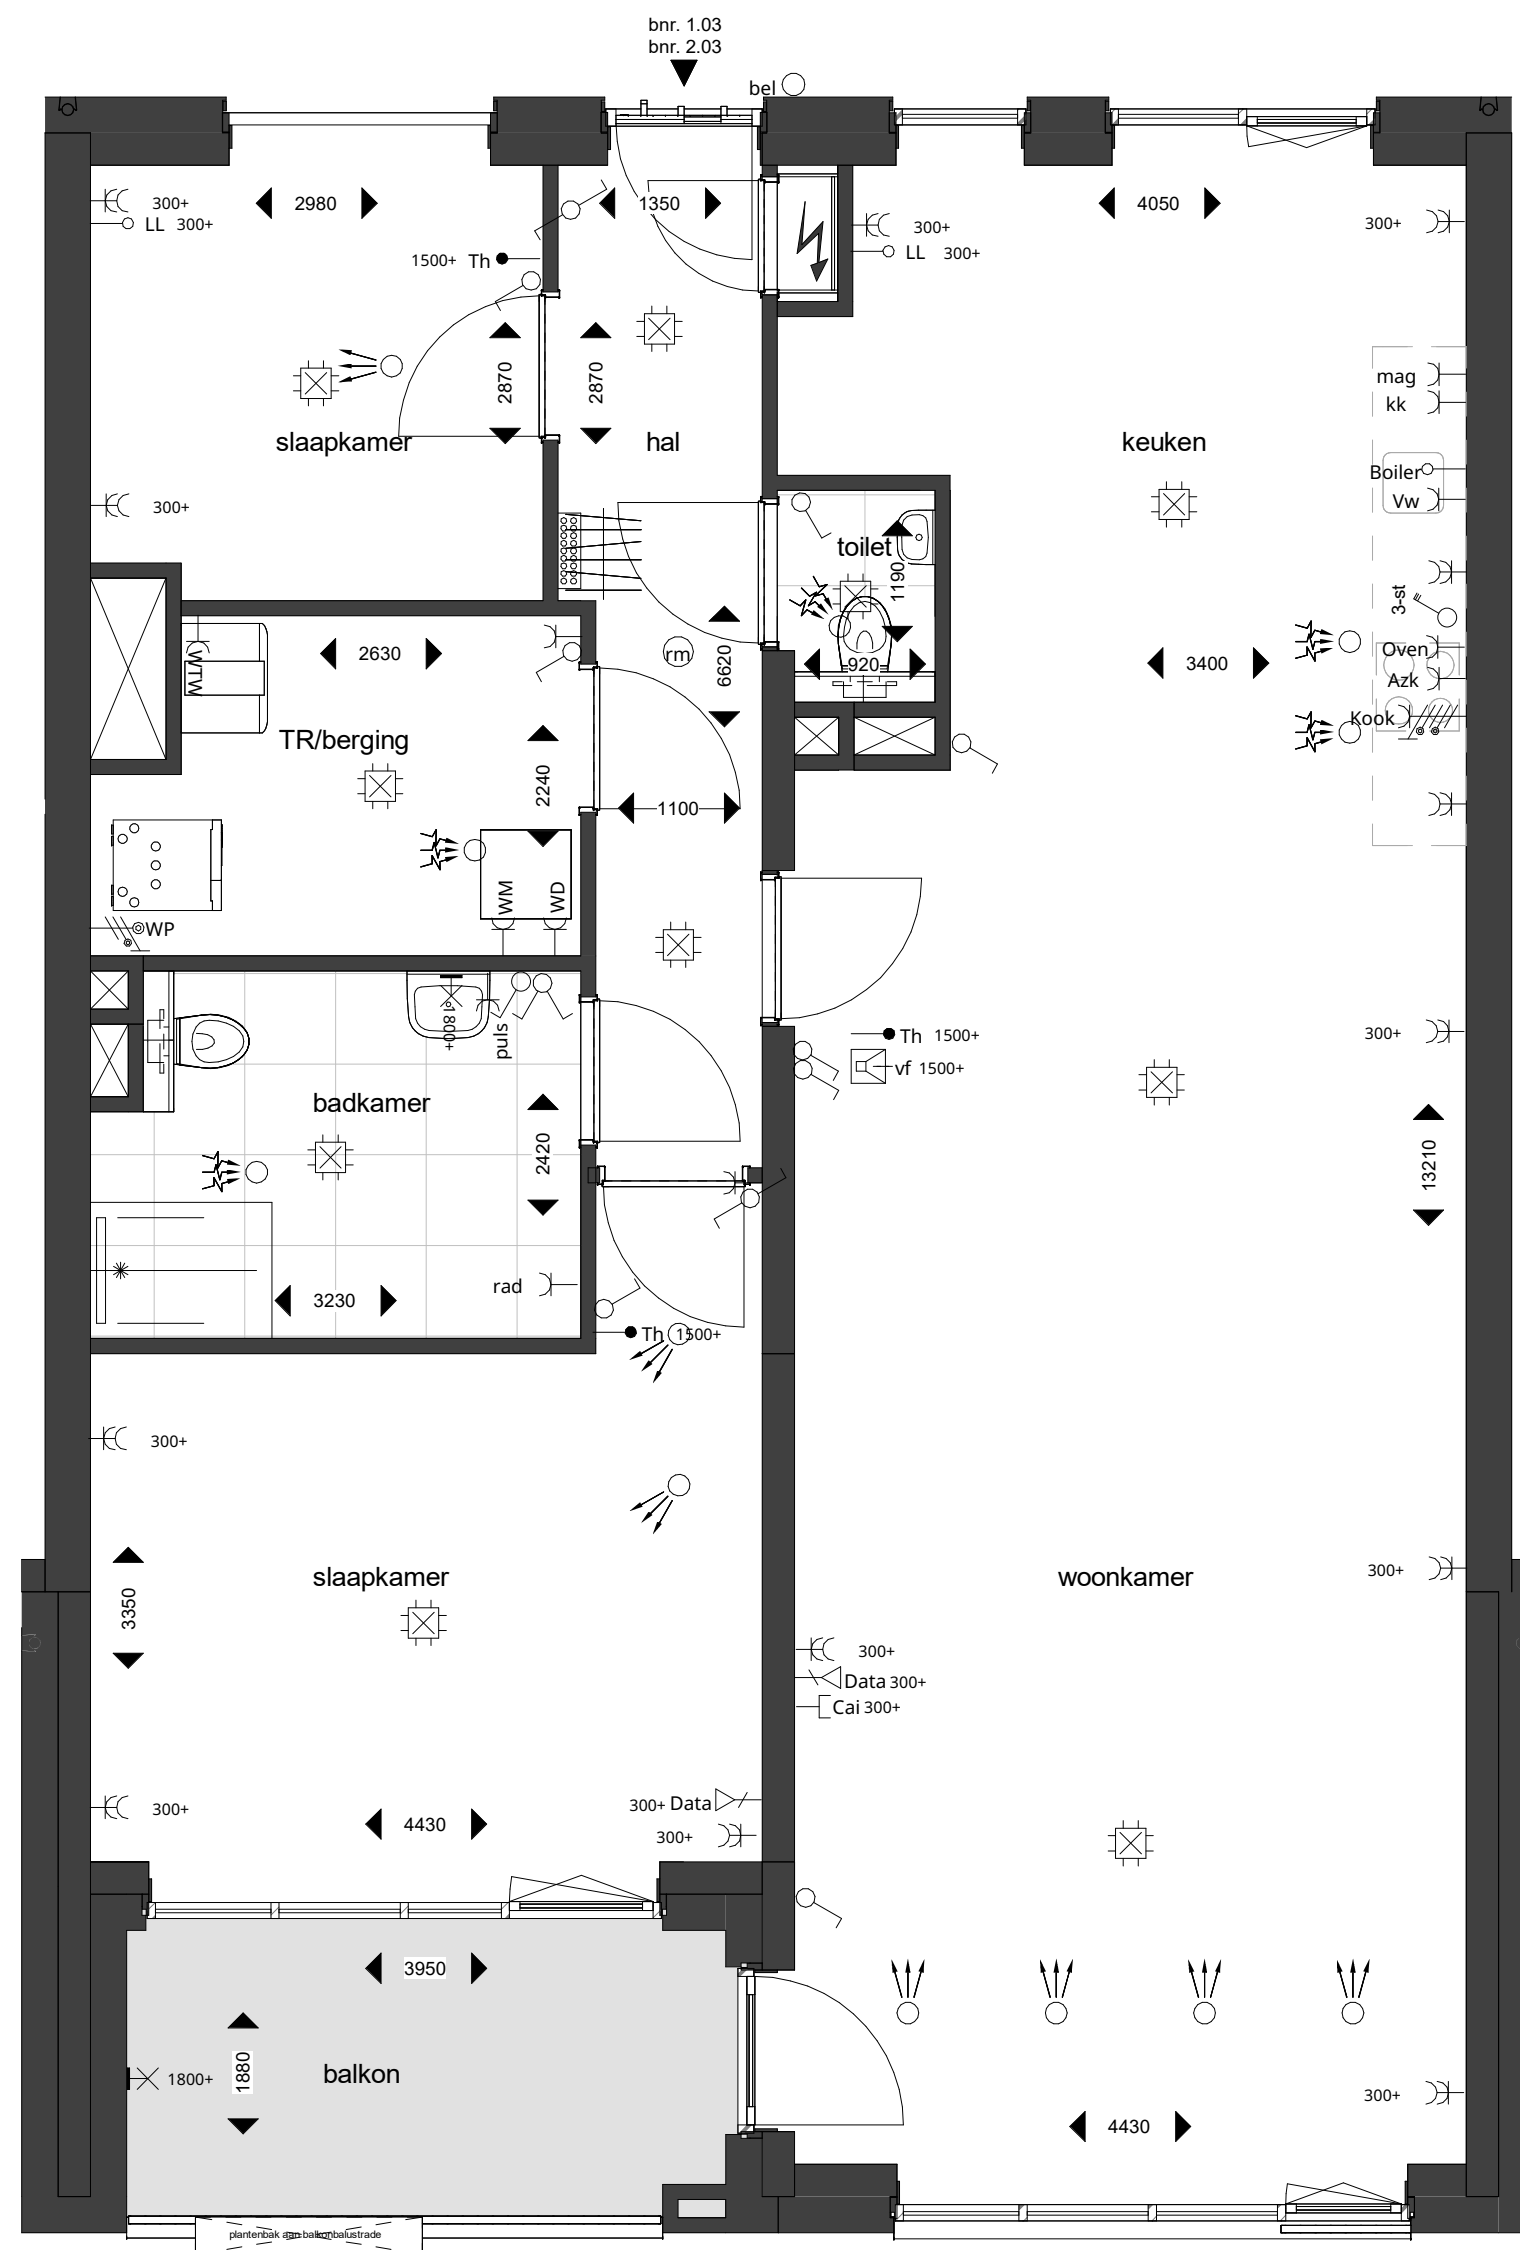 bnr. 1.03
bnr. 2.03
bel
300+
LL 300+
2980
1350
300+
LL 300+
4050
300+
1500+ Th
2870
2870
slaapkamer
hal
keuken
mag
kk
Boiler
Vw
300+
toilet
1190
3-st
2630
WTW
rm
6620
920
3400
Oven
Azk
Kook
TR/berging
2240
1100
WM
WD
WP
1800+
puls
Th 1500+
vf 1500+
300+
badkamer
2420
13210
3230
rad
Th 1500+
300+
3350
slaapkamer
woonkamer
300+
300+
Data 300+
Cai 300+
300+
4430
300+ Data
300+
3950
1880
balkon
1800+
300+
4430
plantenbak aan balkonbalustrade